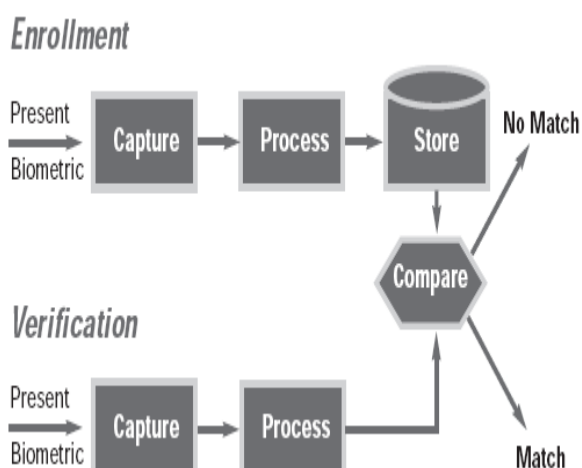 Enrollment
Present
Biometric
Capture
Process
Store
No Match
Compare
Verification
Present
Biometric
Capture
Process
Match